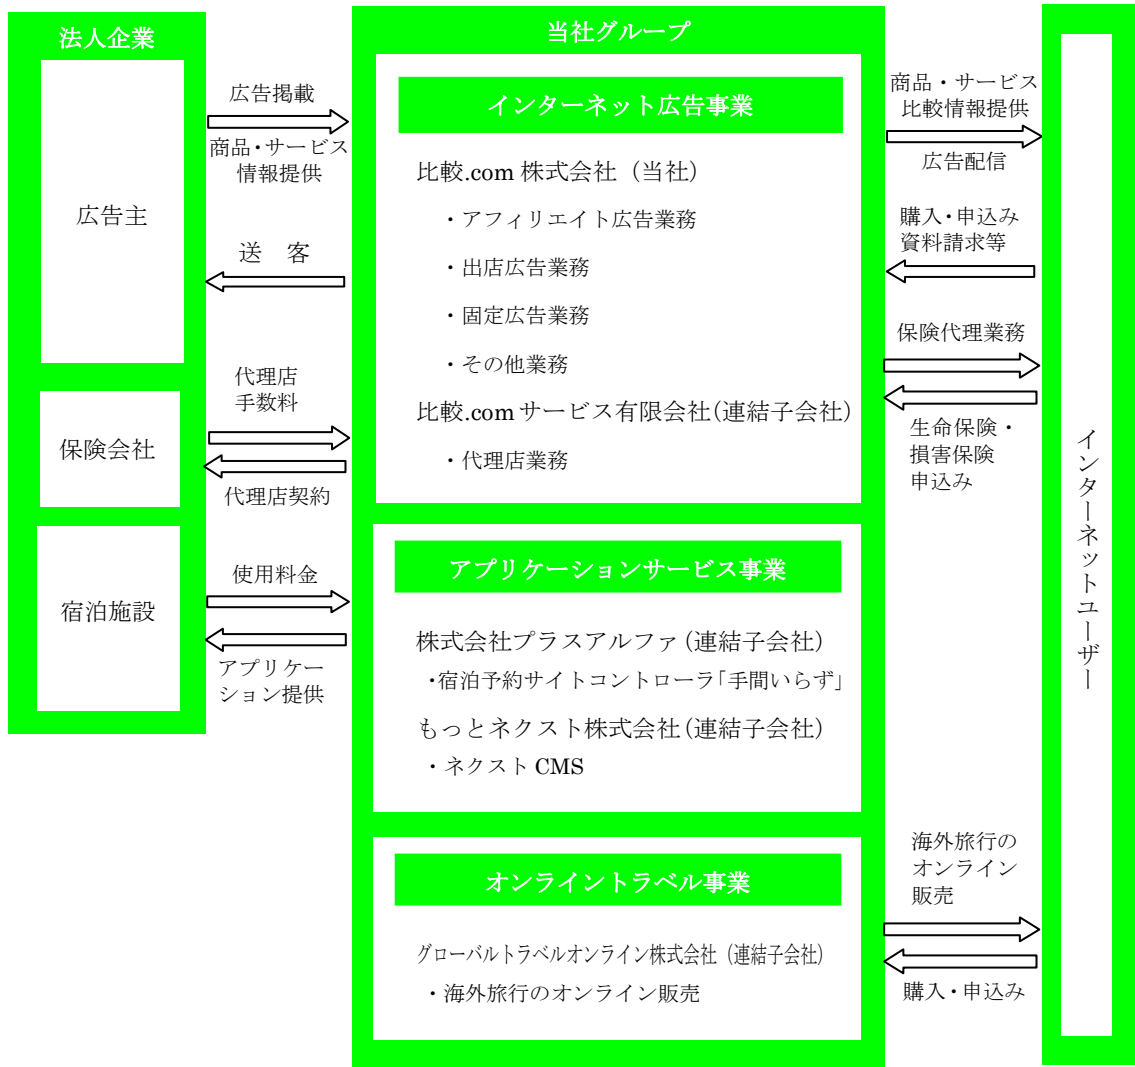 法人企業
広告主
保険会社
宿泊施設
広告掲載
商品・サービス
情報提供
送　客
代理店
手数料
代理店契約
使用料金
アプリケー
ション提供
当社グループ
インターネット広告事業
比較.com 株式会社（当社）
・アフィリエイト広告業務
・出店広告業務
・固定広告業務
・その他業務
比較.com サービス有限会社（連結子会社）
・代理店業務
アプリケーションサービス事業
株式会社プラスアルファ（連結子会社）
・宿泊予約サイトコントローラ「手間いらず」
もっとネクスト株式会社（連結子会社）
・ネクスト CMS
オンライントラベル事業
グローバルトラベルオンライン株式会社（連結子会社）
・海外旅行のオンライン販売
商品・サービス
比較情報提供
広告配信
購入・申込み
資料請求等
保険代理業務
生命保険・
損害保険
申込み
海外旅行の
オンライン
販売
購入・申込み
インターネットユーザー